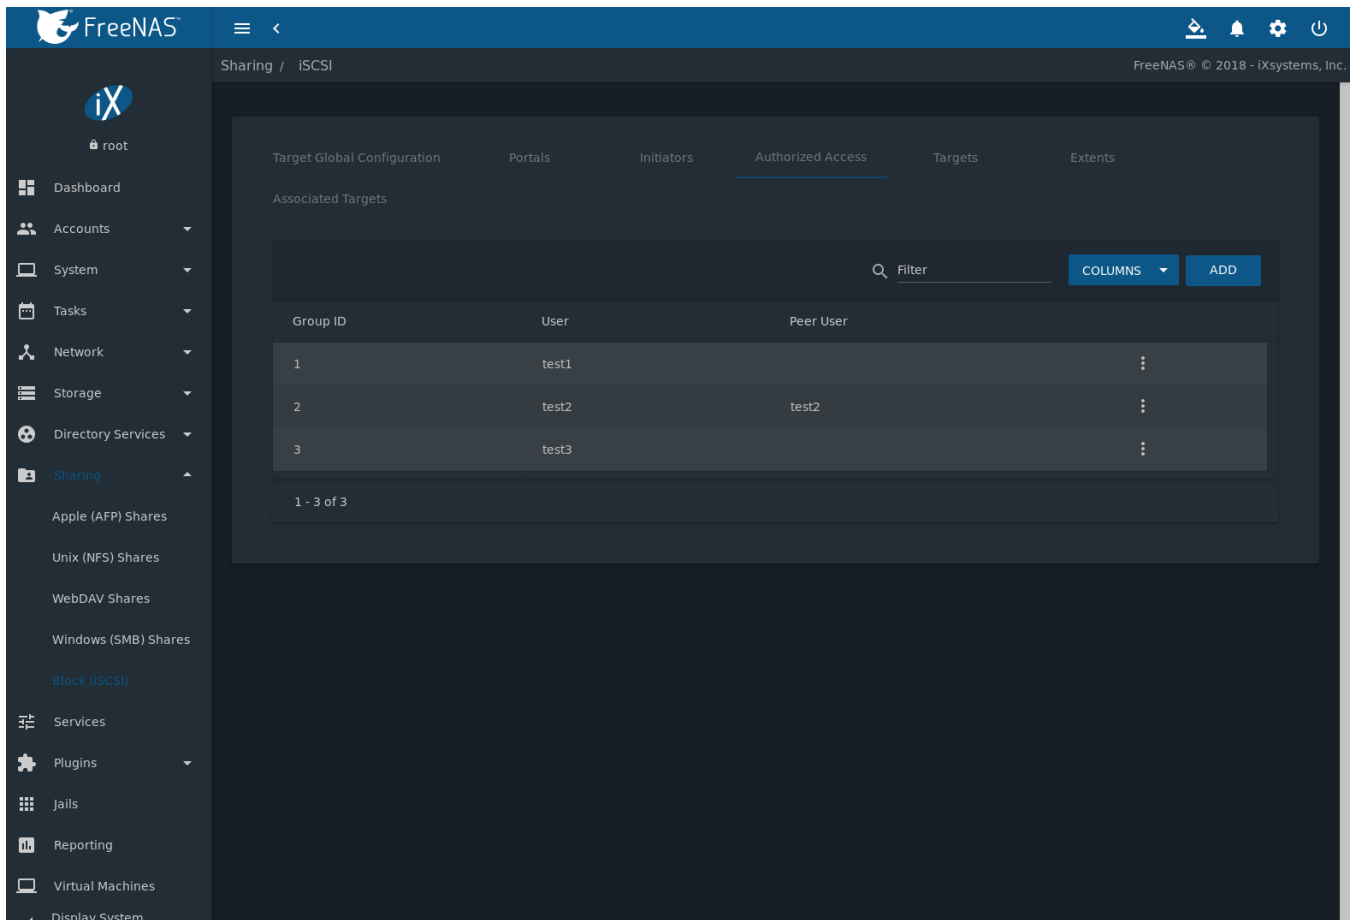 FreeNAS™
Sharing / iSCSI
FreeNAS® © 2018 - iXsystems, Inc.
iX
root
Dashboard
Accounts
System
Tasks
Network
Storage
Directory Services
Sharing
Apple (AFP) Shares
Unix (NFS) Shares
WebDAV Shares
Windows (SMB) Shares
Block (iSCSI)
Services
Plugins
Jails
Reporting
Virtual Machines
Display System
Target Global Configuration Portals Initiators Authorized Access Targets Extents
Associated Targets
Filter COLUMNS ADD
Group ID User Peer User
1 test1
2 test2 test2
3 test3
1 - 3 of 3